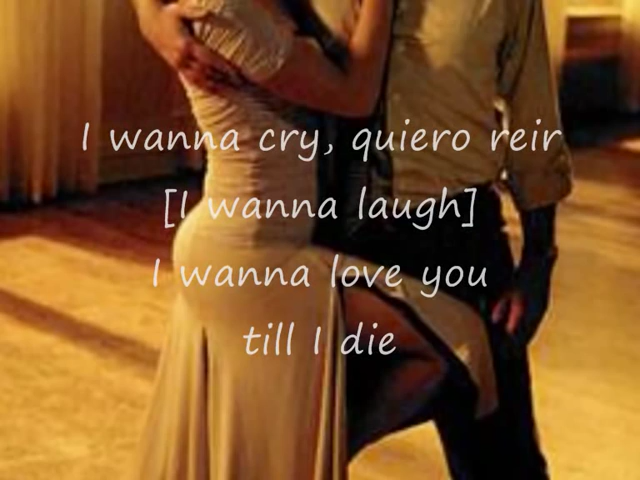 I wanna cry, quiero reir
[I wanna laugh]
I wanna love you
till I die